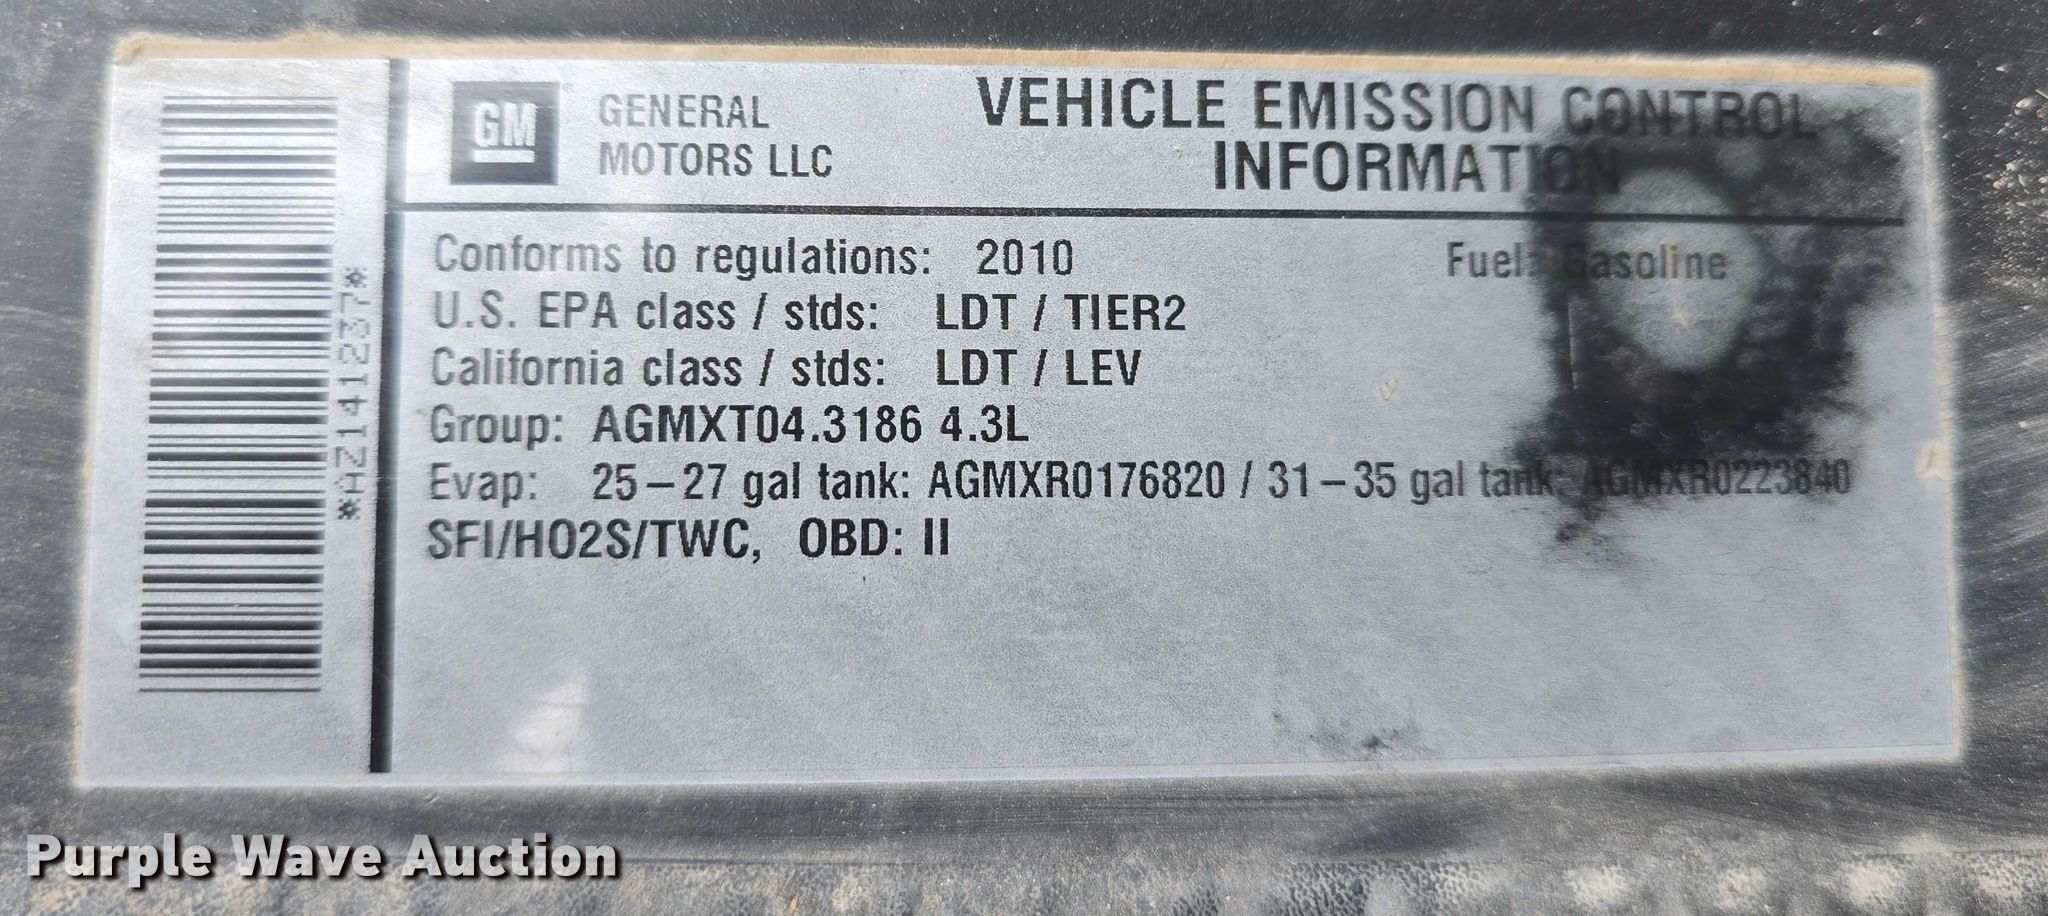 *HZ141237*
GM
GENERAL
MOTORS LLC
VEHICLE EMISSION CONTROL
INFORMATION
Conforms to regulations: 2010
Fuel: Gasoline
U.S. EPA class / stds: LDT / TIER2
California class / stds: LDT / LEV
Group: AGMXT04.3186 4.3L
Evap: 25–27 gal tank: AGMXR0176820 / 31–35 gal tank: AGMXR0223840
SFI/HO2S/TWC, OBD: II
Purple Wave Auction